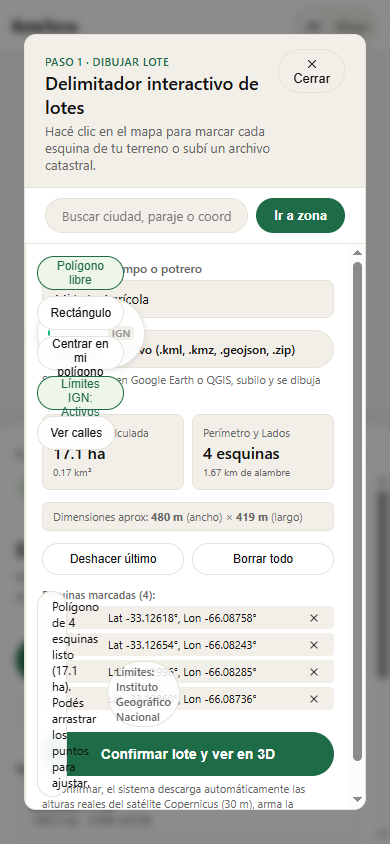 PASO 1 · DIBUJAR LOTE
Delimitador interactivo de
lotes
Hacé clic en el mapa para marcar cada
esquina de tu terreno o subí un archivo
catastral.
×
Cerrar
Buscar ciudad, paraje o coord
Ir a zona
Polígono
libre
mpo o potrero
Rectángulo
IGN
Centrar en
mi
polígono
vo (.kml, .kmz, .geojson, .zip)
Límites
IGN:
Activos
en Google Earth o QGIS, subilo y se dibuja
Ver calles
lculada
17.1 ha
0.17 km²
Perímetro y Lados
4 esquinas
1.67 km de alambre
Dimensiones aprox: 480 m (ancho) × 419 m (largo)
Deshacer último
Borrar todo
quinas marcadas (4):
Lat -33.12618°, Lon -66.08758° ×
Lat -33.12654°, Lon -66.08243° ×
996°, Lon -66.08285° ×
Lon -66.08736° ×
Polígono
de 4
esquinas
listo
(17.1
ha).
Podés
arrastrar
los
puntos
para
ajustar.
Límites:
Instituto
Geográfico
Nacional
Confirmar lote y ver en 3D
onfirmar, el sistema descarga automáticamente las
alturas reales del satélite Copernicus (30 m), arma la